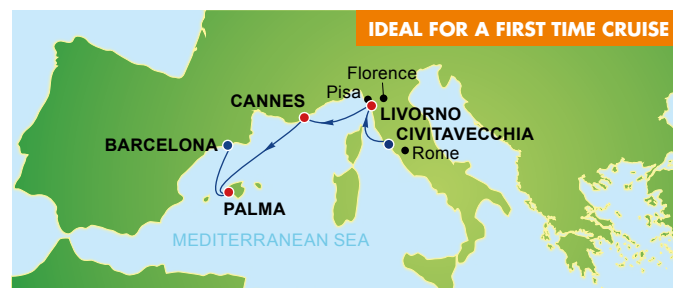 IDEAL FOR A FIRST TIME CRUISE
Florence
Pisa
CANNES
LIVORNO
CIVITAVECCHIA
BARCELONA
Rome
PALMA
MEDITERRANEAN SEA